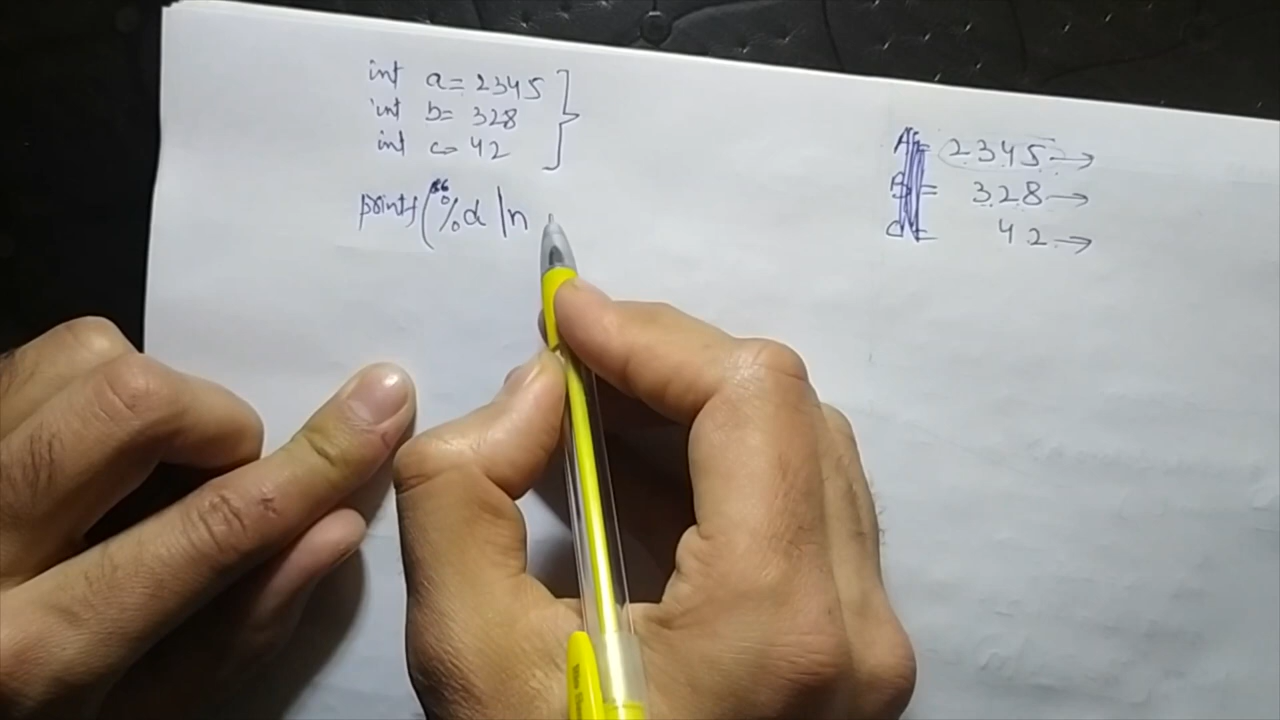 int a = 2345 }
int b = 328
int c = 42
printf(“%d \n
2345 →
= 328 →
42 →